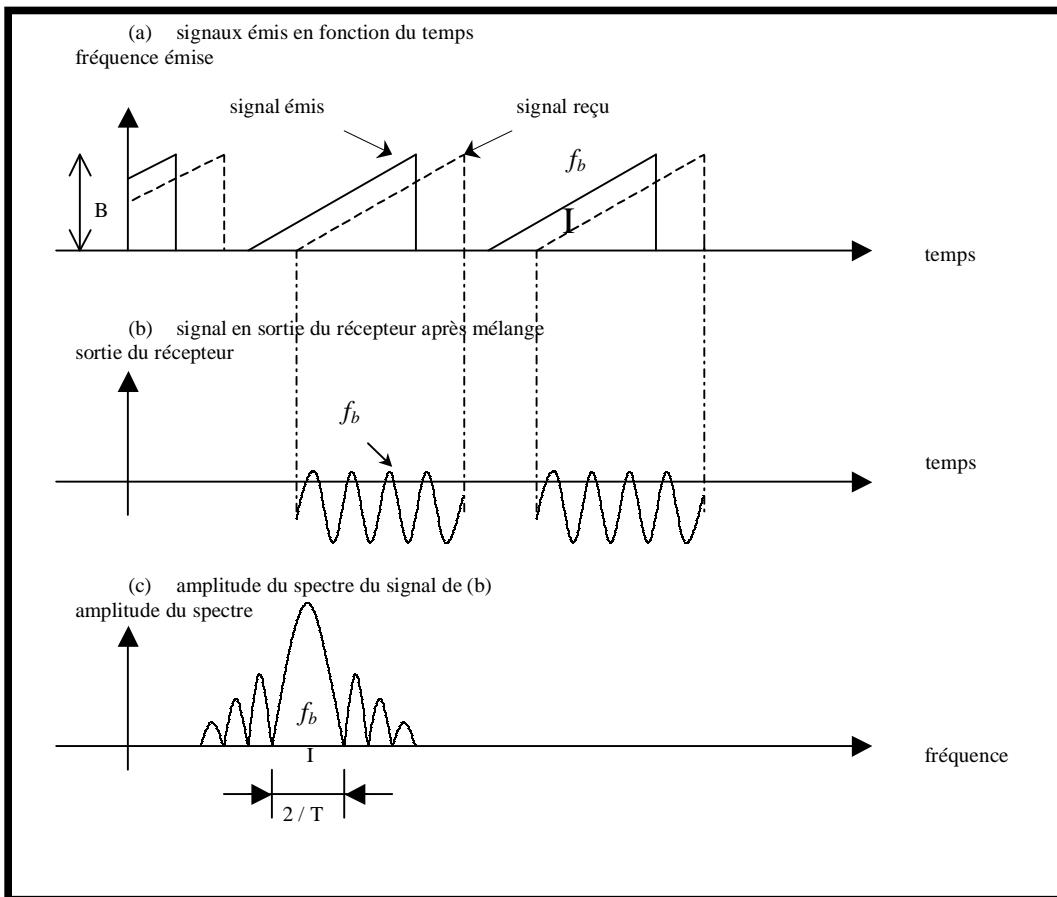 (a) signaux émis en fonction du temps
fréquence émise
signal émis
signal reçu
f_b
B
temps
(b) signal en sortie du récepteur après mélange
sortie du récepteur
f_b
temps
(c) amplitude du spectre du signal de (b)
amplitude du spectre
f_b
fréquence
2 / T